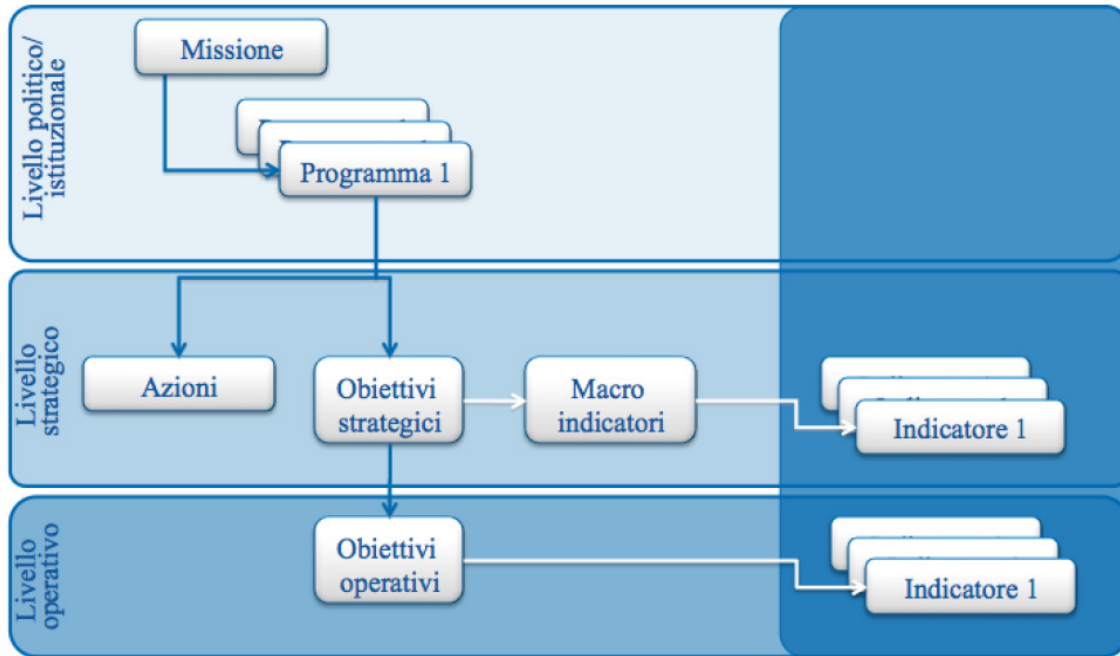 Livello politico/
istituzionale
Missione
Programma 1
Livello
strategico
Azioni
Obiettivi
strategici
Macro
indicatori
Indicatore 1
Livello
operativo
Obiettivi
operativi
Indicatore 1